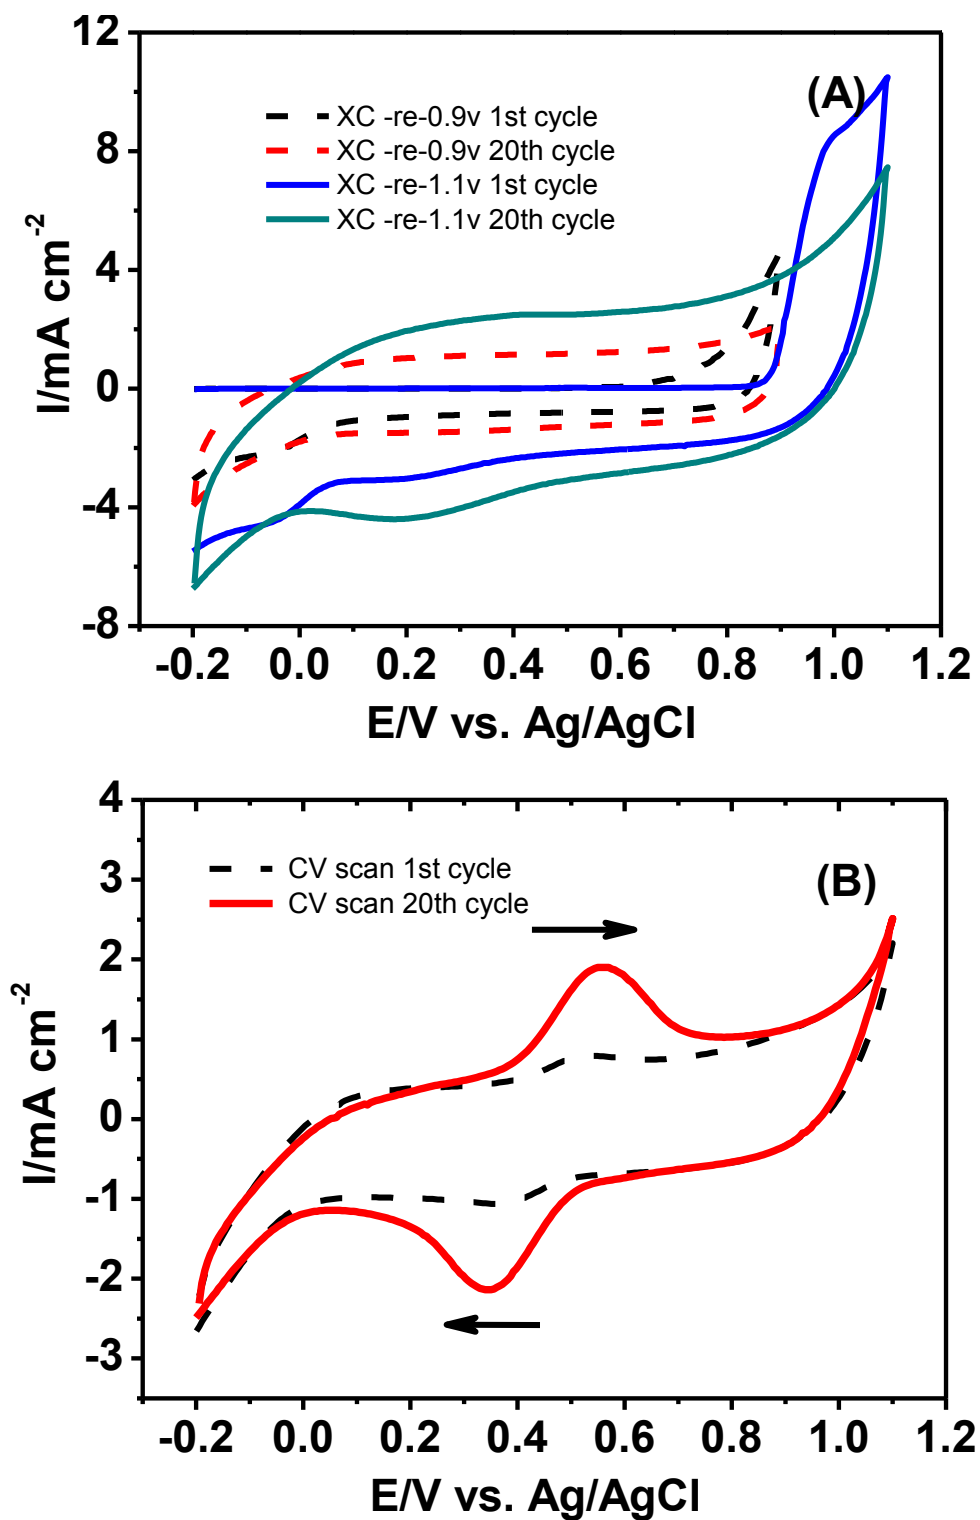 12
8
4
0
-4
-8
I/mA cm-2
(A)
XC -re-0.9v 1st cycle
XC -re-0.9v 20th cycle
XC -re-1.1v 1st cycle
XC -re-1.1v 20th cycle
-0.2 0.0 0.2 0.4 0.6 0.8 1.0 1.2
E/V vs. Ag/AgCl
4
3
2
1
0
-1
-2
-3
I/mA cm-2
CV scan 1st cycle
CV scan 20th cycle
(B)
-0.2 0.0 0.2 0.4 0.6 0.8 1.0 1.2
E/V vs. Ag/AgCl